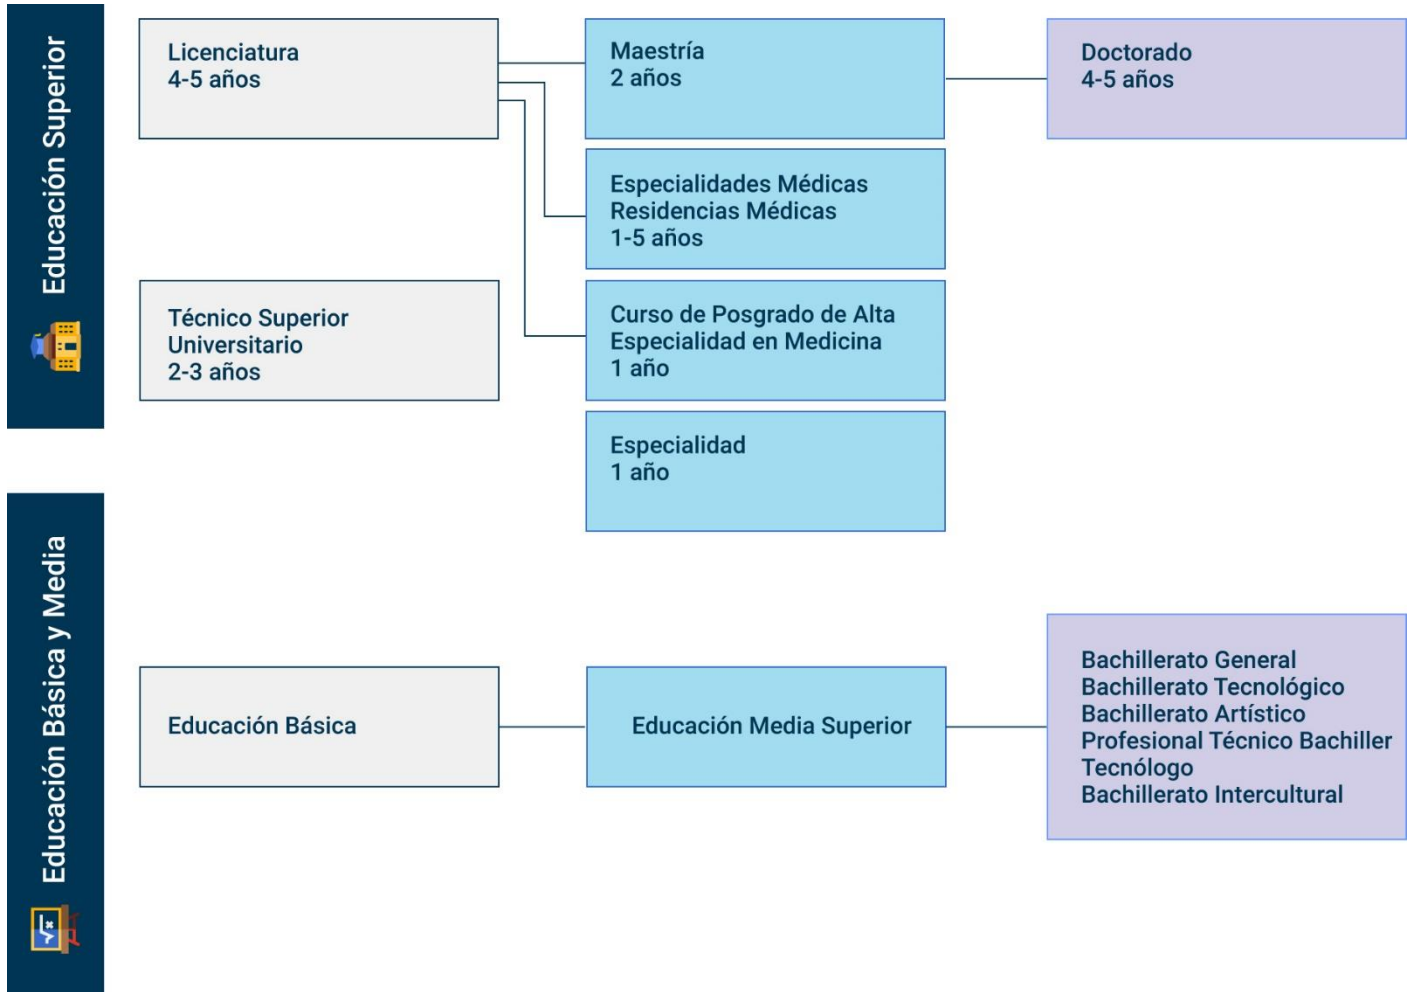 Educación Superior
Licenciatura
4-5 años
Maestría
2 años
Doctorado
4-5 años
Especialidades Médicas
Residencias Médicas
1-5 años
Técnico Superior
Universitario
2-3 años
Curso de Posgrado de Alta
Especialidad en Medicina
1 año
Especialidad
1 año
Educación Básica y Media
Educación Básica
Educación Media Superior
Bachillerato General
Bachillerato Tecnológico
Bachillerato Artístico
Profesional Técnico Bachiller
Tecnólogo
Bachillerato Intercultural